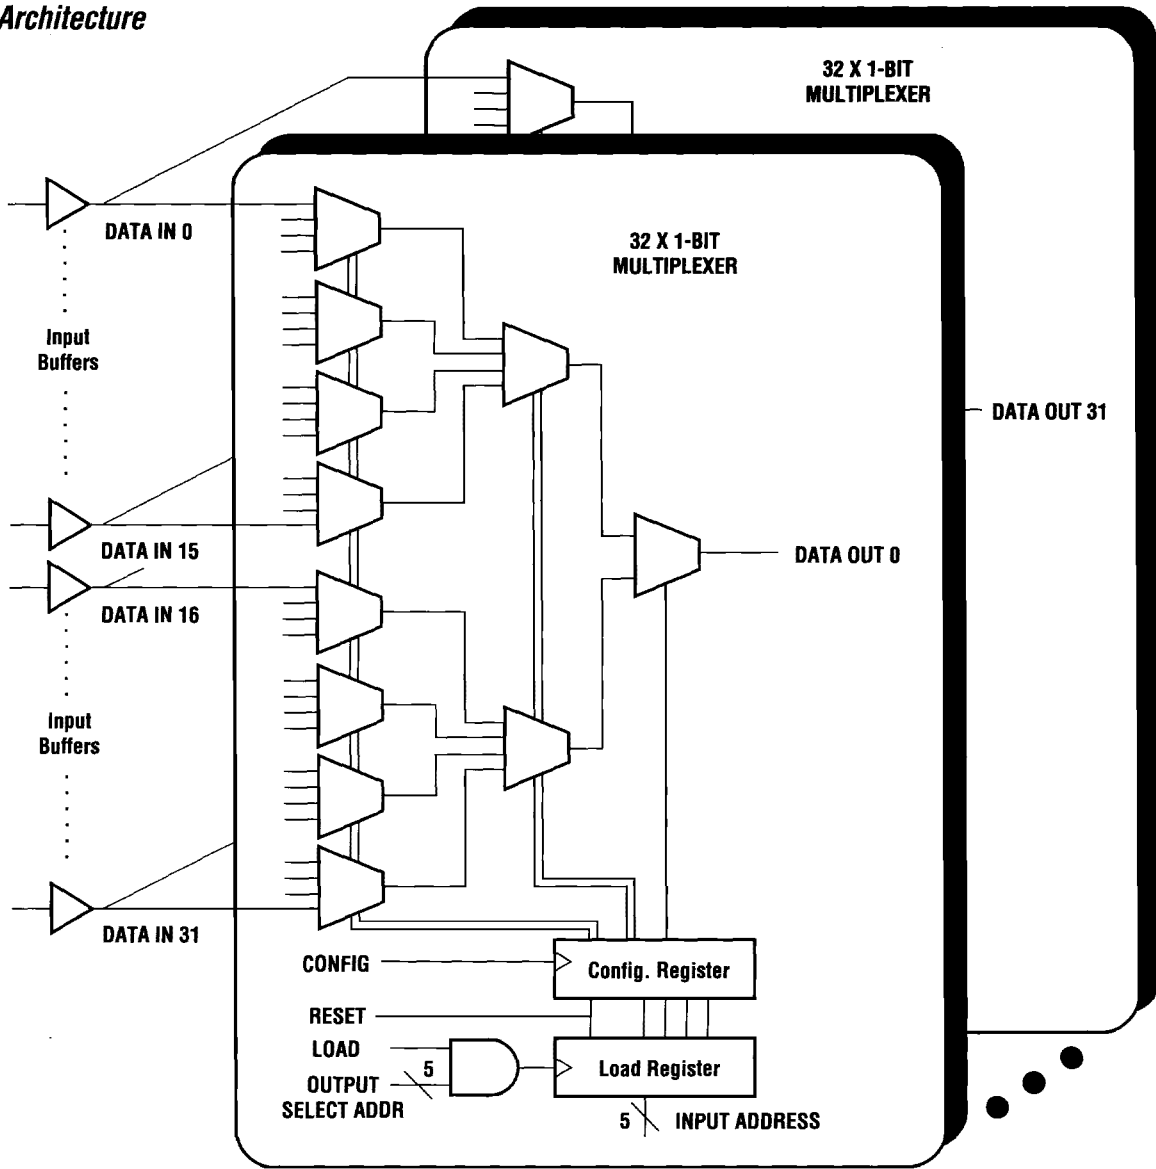 Architecture
32 X 1-BIT
MULTIPLEXER
DATA IN 0
32 X 1-BIT
MULTIPLEXER
Input
Buffers
DATA OUT 31
DATA IN 15
DATA OUT 0
DATA IN 16
Input
Buffers
DATA IN 31
CONFIG
Config. Register
RESET
LOAD
5
Load Register
OUTPUT
SELECT ADDR
5
INPUT ADDRESS